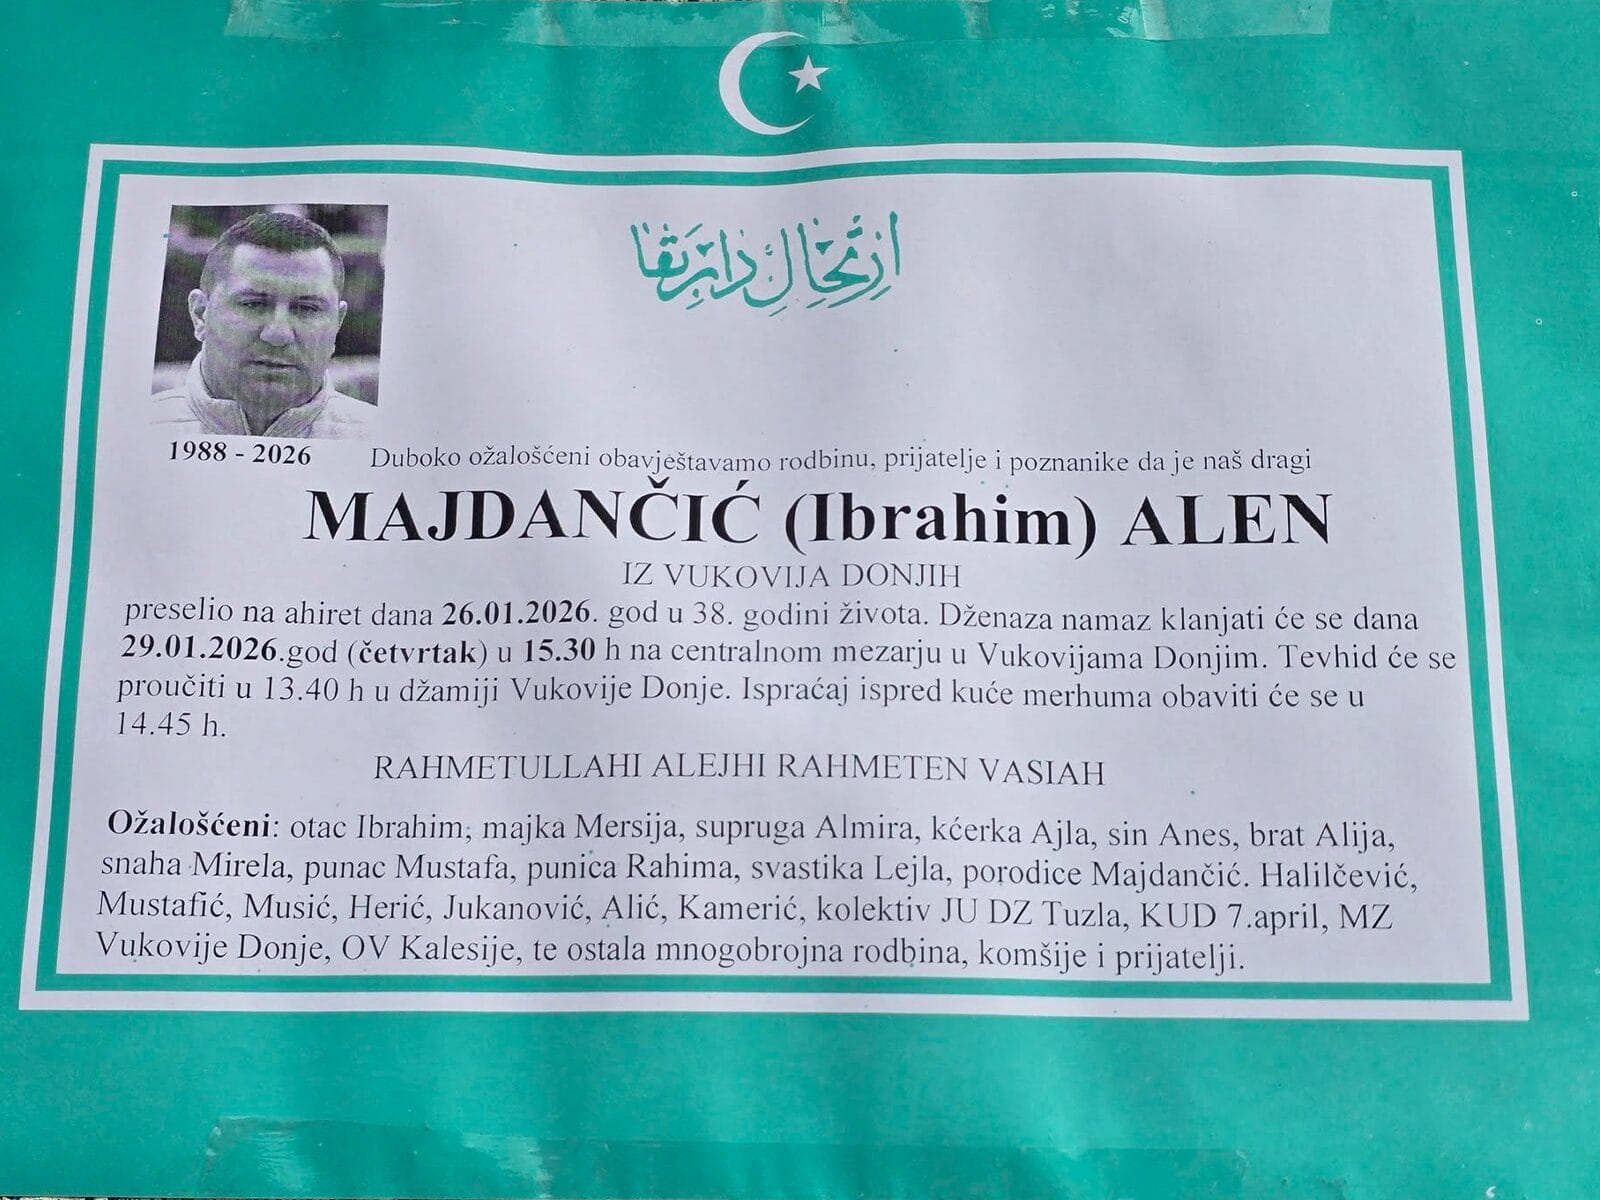 ارتحال دار بقا
1988 - 2026
Duboko ožalošćeni obavještavamo rodbinu, prijatelje i poznanike da je naš dragi
MAJDANČIĆ (Ibrahim) ALEN
IZ VUKOVIJA DONJIH
preselio na ahiret dana 26.01.2026. god u 38. godini života. Dženaza namaz klanjati će se dana
29.01.2026.god (četvrtak) u 15.30 h na centralnom mezarju u Vukovijama Donjim. Tevhid će se
proučiti u 13.40 h u džamiji Vukovije Donje. Ispraćaj ispred kuće merhuma obaviti će se u
14.45 h.
RAHMETULLAHI ALEJHI RAHMETEN VASIAH
Ožalošćeni: otac Ibrahim, majka Mersija, supruga Almira, kćerka Ajla, sin Anes, brat Alija,
snaha Mirela, punac Mustafa, punica Rahima, svastika Lejla, porodice Majdančić. Halilčević,
Mustafić, Musić, Herić, Jukanović, Alić, Kamerić, kolektiv JU DZ Tuzla, KUD 7.april, MZ
Vukovije Donje, OV Kalesije, te ostala mnogobrojna rodbina, komšije i prijatelji.